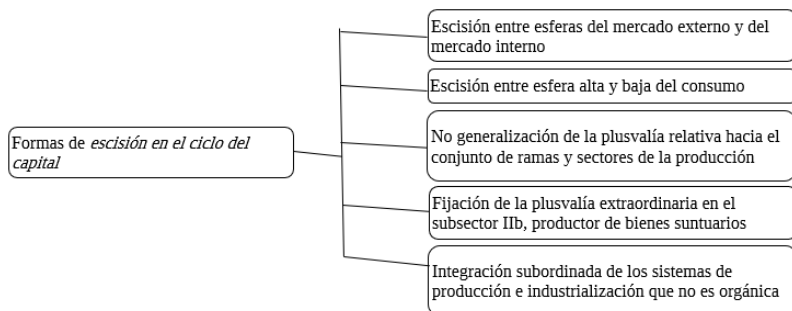 Formas de escisión en el ciclo del
capital
Escisión entre esferas del mercado externo y del
mercado interno
Escisión entre esfera alta y baja del consumo
No generalización de la plusvalía relativa hacia el
conjunto de ramas y sectores de la producción
Fijación de la plusvalía extraordinaria en el
subsector IIb, productor de bienes suntuarios
Integración subordinada de los sistemas de
producción e industrialización que no es orgánica